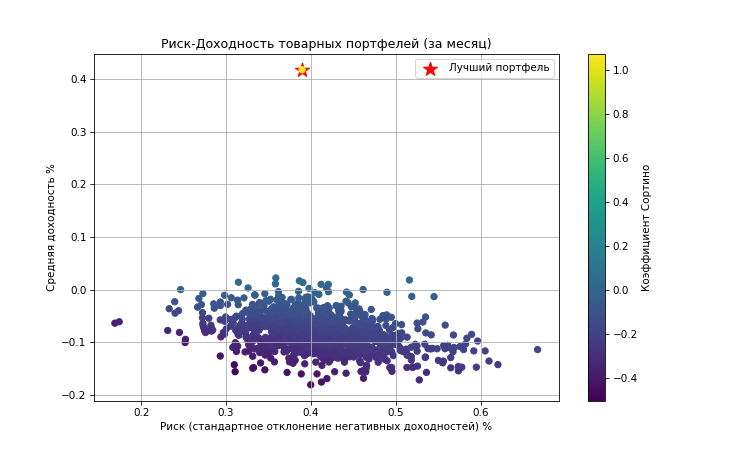 Риск-Доходность товарных портфелей (за месяц)
Лучший портфель
Средняя доходность %
0.4
0.3
0.2
0.1
0.0
−0.1
−0.2
0.2 0.3 0.4 0.5 0.6
Риск (стандартное отклонение негативных доходностей) %
1.0
0.8
0.6
0.4
0.2
0.0
−0.2
−0.4
Коэффициент Сортино